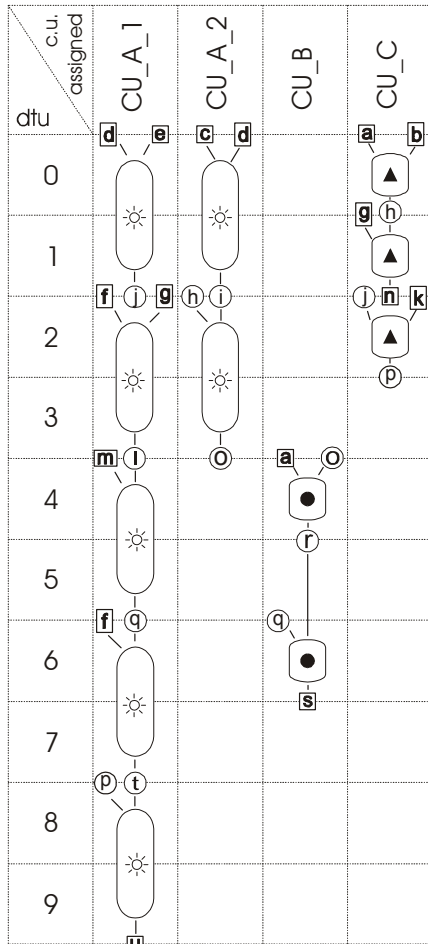 c.u. assigned
dtu
CU_A_1 CU_A_2 CU_B CU_C
d e c d a b
0
g h
1
f j g h i j n k
2
p
3
m l o a o
4
r
5
f q q
6
s
7
p t
8
9
u